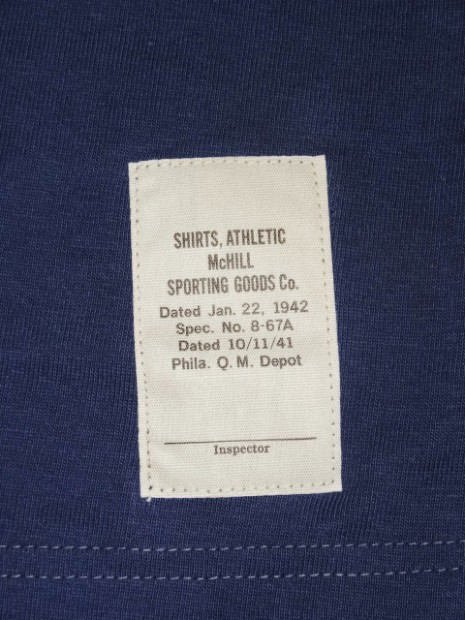 SHIRTS, ATHLETIC
McHILL
SPORTING GOODS Co.
Dated Jan. 22, 1942
Spec. No. 8-67A
Dated 10/11/41
Phila. Q. M. Depot
Inspector